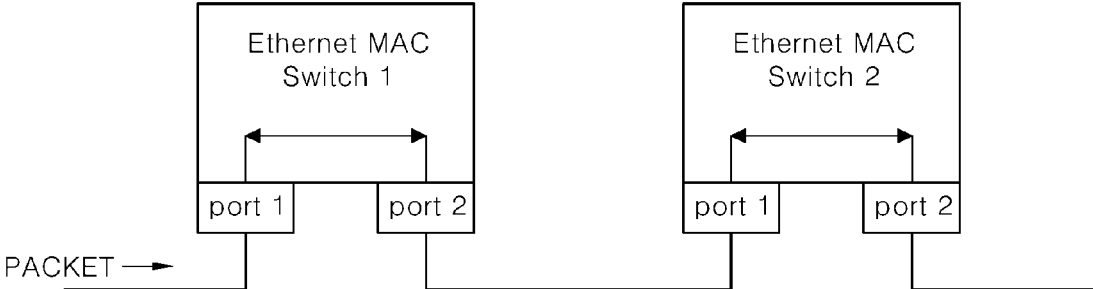 Ethernet MAC
Switch 1
port 1
port 2
Ethernet MAC
Switch 2
port 1
port 2
PACKET